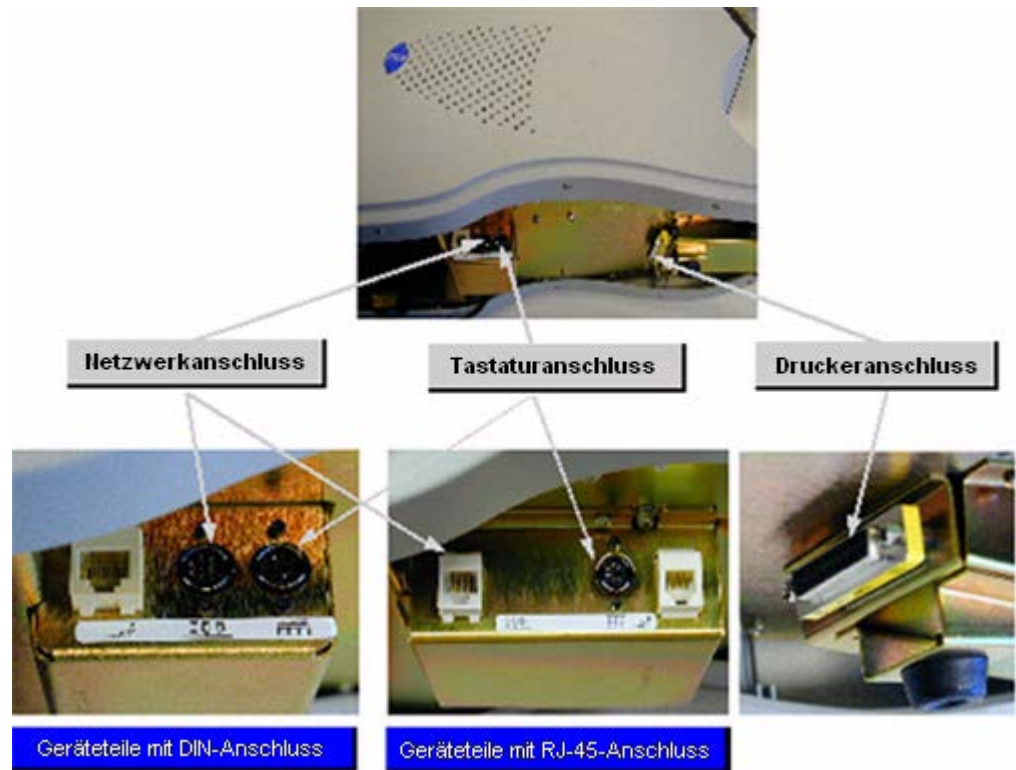 Netzwerkanschluss
Tastaturanschluss
Druckeranschluss
Geräteteile mit DIN-Anschluss
Geräteteile mit RJ-45-Anschluss